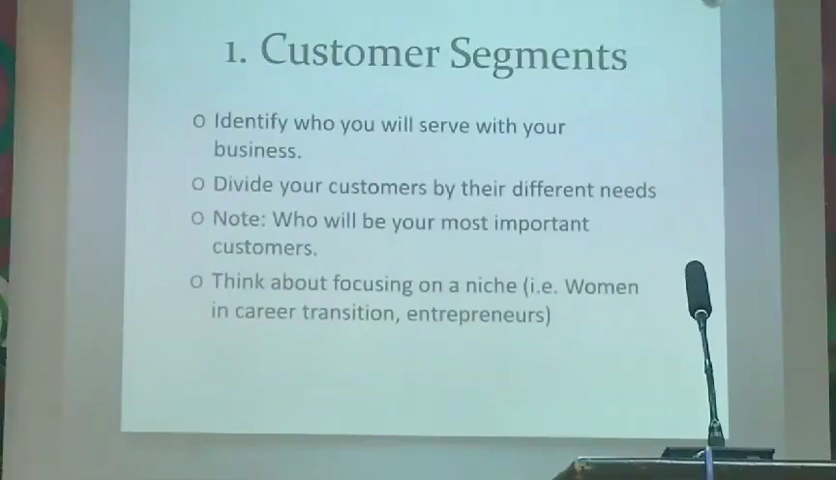 1. Customer Segments
o Identify who you will serve with your
business.
o Divide your customers by their different needs
o Note: Who will be your most important
customers.
o Think about focusing on a niche (i.e. Women
in career transition, entrepreneurs)